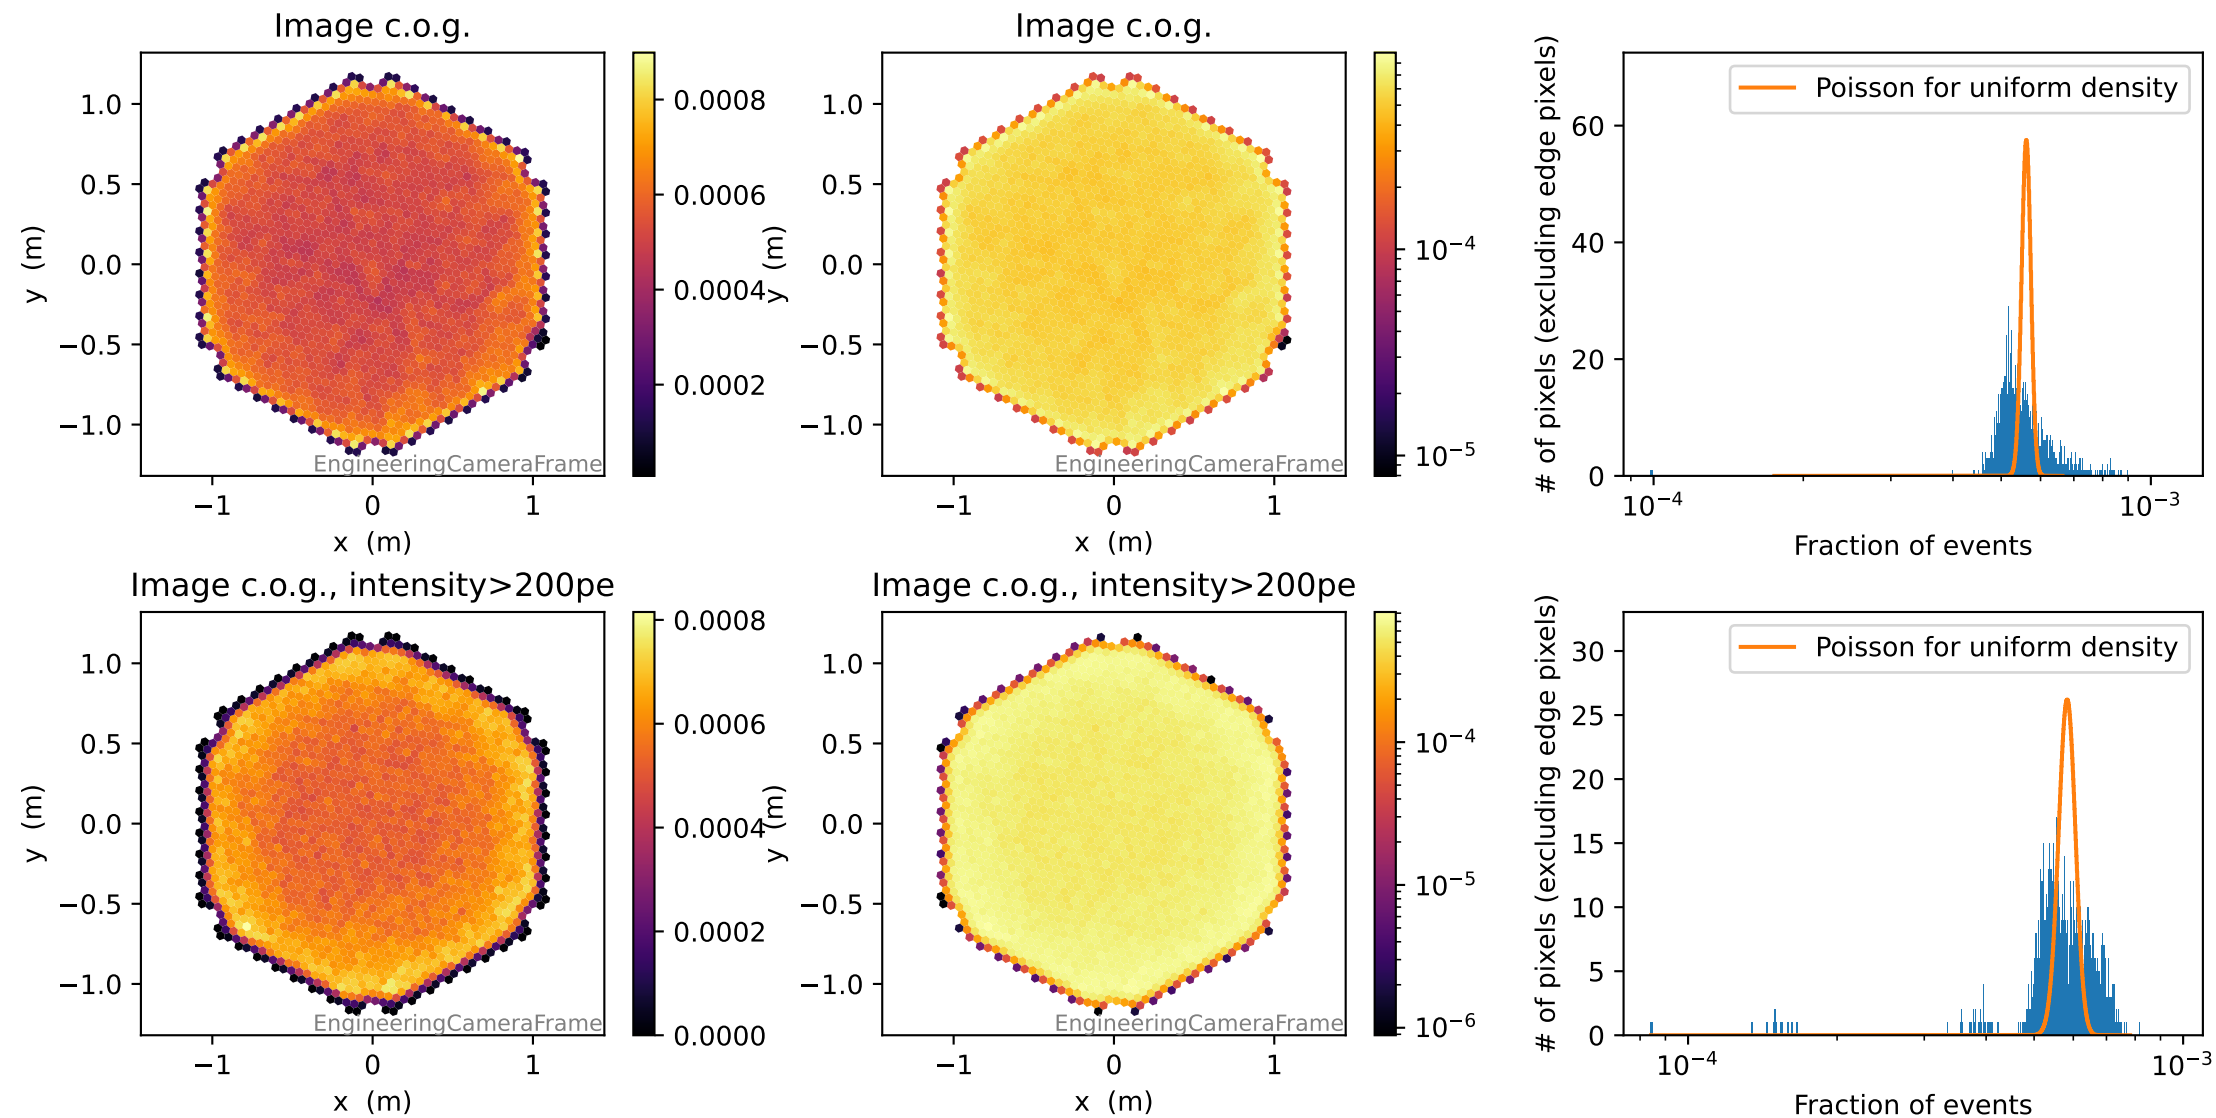 Image c.o.g.
1.0
0.5
0.0
−0.5
−1.0
y (m)
−1
0
1
x (m)
EngineeringCameraFrame
0.0008
0.0006
0.0004
0.0002
Image c.o.g.
1.0
0.5
0.0
−0.5
−1.0
y (m)
−1
0
1
x (m)
EngineeringCameraFrame
10−4
10−5
# of pixels (excluding edge pixels)
60
40
20
0
Poisson for uniform density
10−4
10−3
Fraction of events
Image c.o.g., intensity>200pe
1.0
0.5
0.0
−0.5
−1.0
y (m)
−1
0
1
x (m)
EngineeringCameraFrame
0.0008
0.0006
0.0004
0.0002
0.0000
Image c.o.g., intensity>200pe
1.0
0.5
0.0
−0.5
−1.0
y (m)
−1
0
1
x (m)
EngineeringCameraFrame
10−4
10−5
10−6
# of pixels (excluding edge pixels)
30
25
20
15
10
5
0
Poisson for uniform density
10−4
10−3
Fraction of events